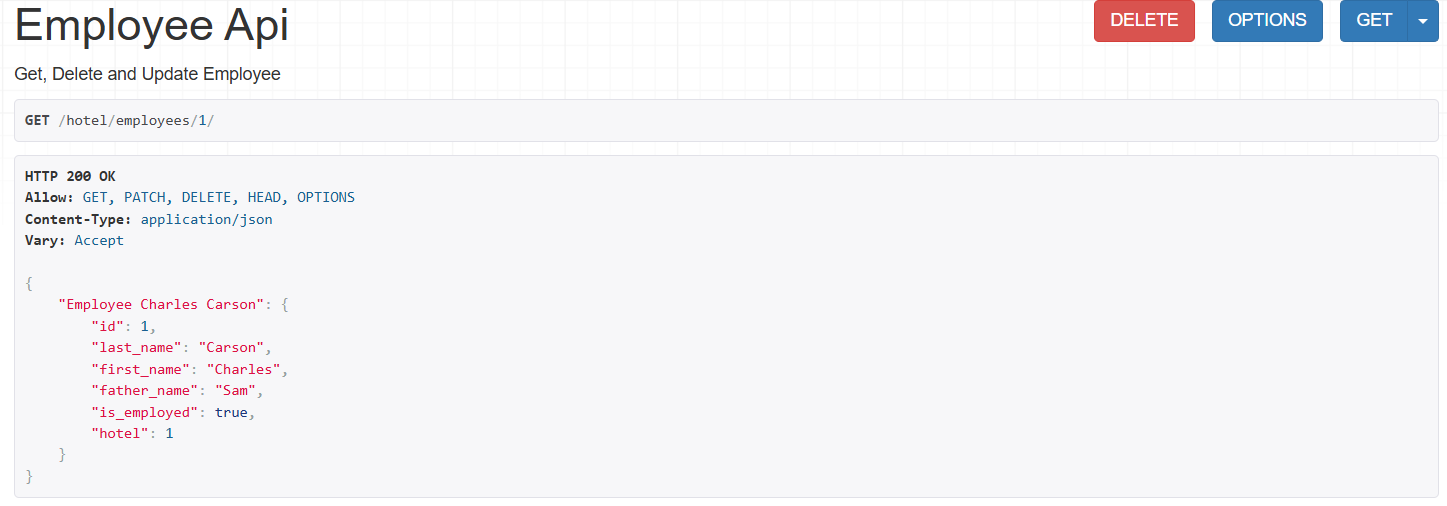 Employee Api
DELETE
OPTIONS
GET
Get, Delete and Update Employee
GET /hotel/employees/1/
HTTP 200 OK
Allow: GET, PATCH, DELETE, HEAD, OPTIONS
Content-Type: application/json
Vary: Accept
{
    "Employee Charles Carson": {
        "id": 1,
        "last_name": "Carson",
        "first_name": "Charles",
        "father_name": "Sam",
        "is_employed": true,
        "hotel": 1
    }
}